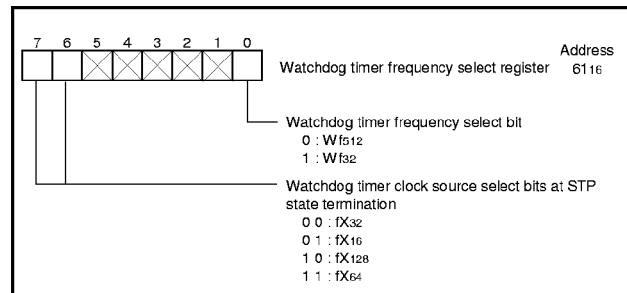 7 6 5 4 3 2 1 0
Address
Watchdog timer frequency select register 6116
Watchdog timer frequency select bit
0 : Wf512
1 : Wf32
Watchdog timer clock source select bits at STP
state termination
0 0 : fX32
0 1 : fX16
1 0 : fX128
1 1 : fX64